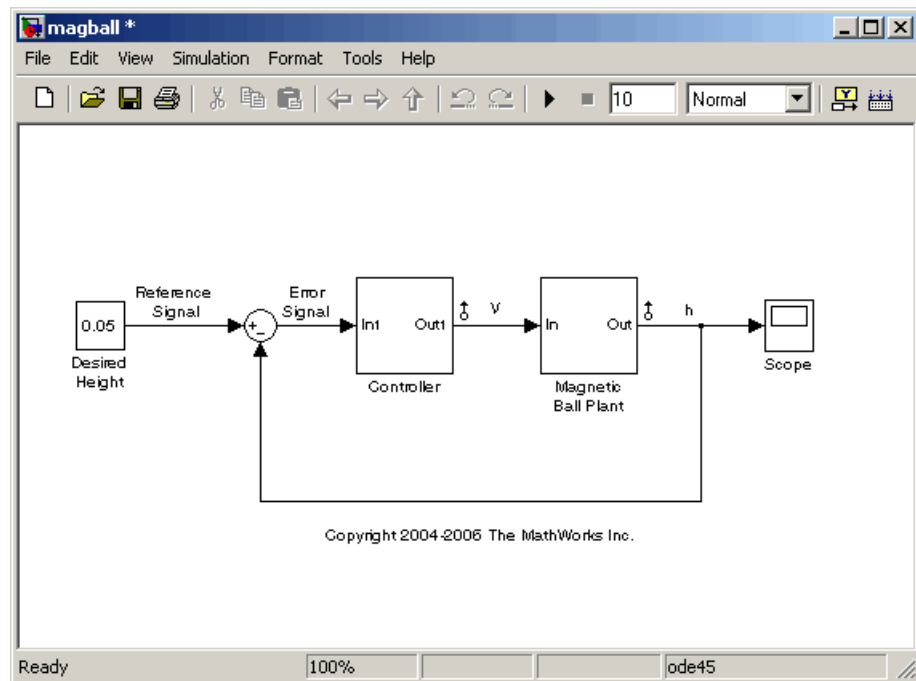 magball *
File Edit View Simulation Format Tools Help
10 Normal
Reference
Signal
Error
Signal
0.05
In1 Out1
V
In Out
h
Desired
Height
Controller
Magnetic
Ball Plant
Scope
Copyright 2004-2006 The MathWorks Inc.
Ready 100% ode45